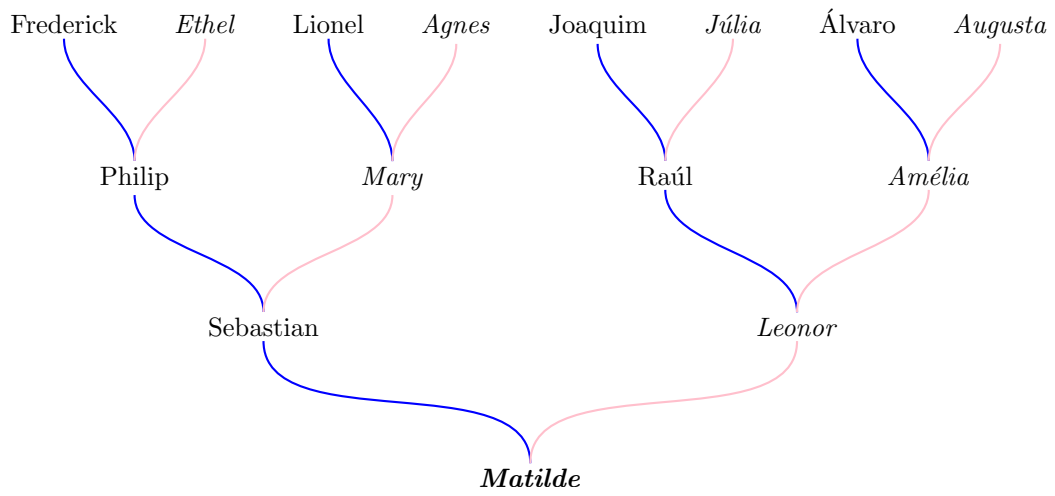 Frederick Ethel Lionel Agnes Joaquim Júlia Álvaro Augusta
Philip Mary Raúl Amélia
Sebastian Leonor
Matilde